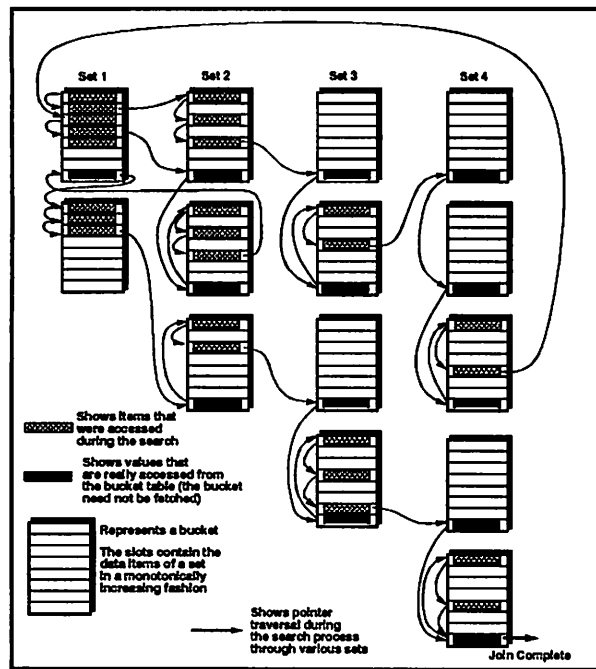 Set 1
Set 2
Set 3
Set 4
Shows items that
were accessed
during the search
Shows values that
are really accessed from
the bucket table (the bucket
need not be fetched)
Represents a bucket
The slots contain the
data items of a set
in a monotonically
increasing fashion
Shows pointer
traversal during
the search process
through various sets
Join Complete